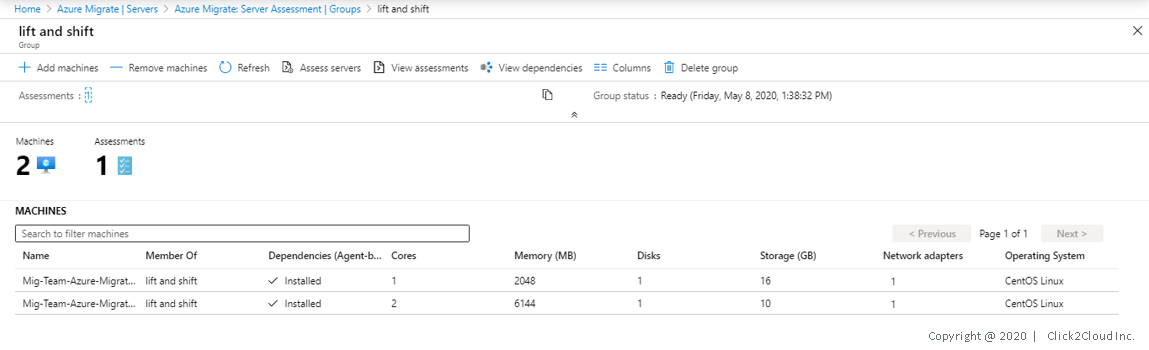 Home > Azure Migrate | Servers > Azure Migrate: Server Assessment | Groups > lift and shift
lift and shift
Group
Add machines Remove machines Refresh Assess servers View assessments View dependencies Columns Delete group
Assessments : 1 Group status : Ready (Friday, May 8, 2020, 1:38:32 PM)
Machines Assessments
2 1
MACHINES
Search to filter machines < Previous Page 1 of 1 Next >
Name Member Of Dependencies (Agent-b... Cores Memory (MB) Disks Storage (GB) Network adapters Operating System
Mig-Team-Azure-Migrat... lift and shift Installed 1 2048 1 16 1 CentOS Linux
Mig-Team-Azure-Migrat... lift and shift Installed 2 6144 1 10 1 CentOS Linux
Copyright @ 2020 | Click2Cloud Inc.